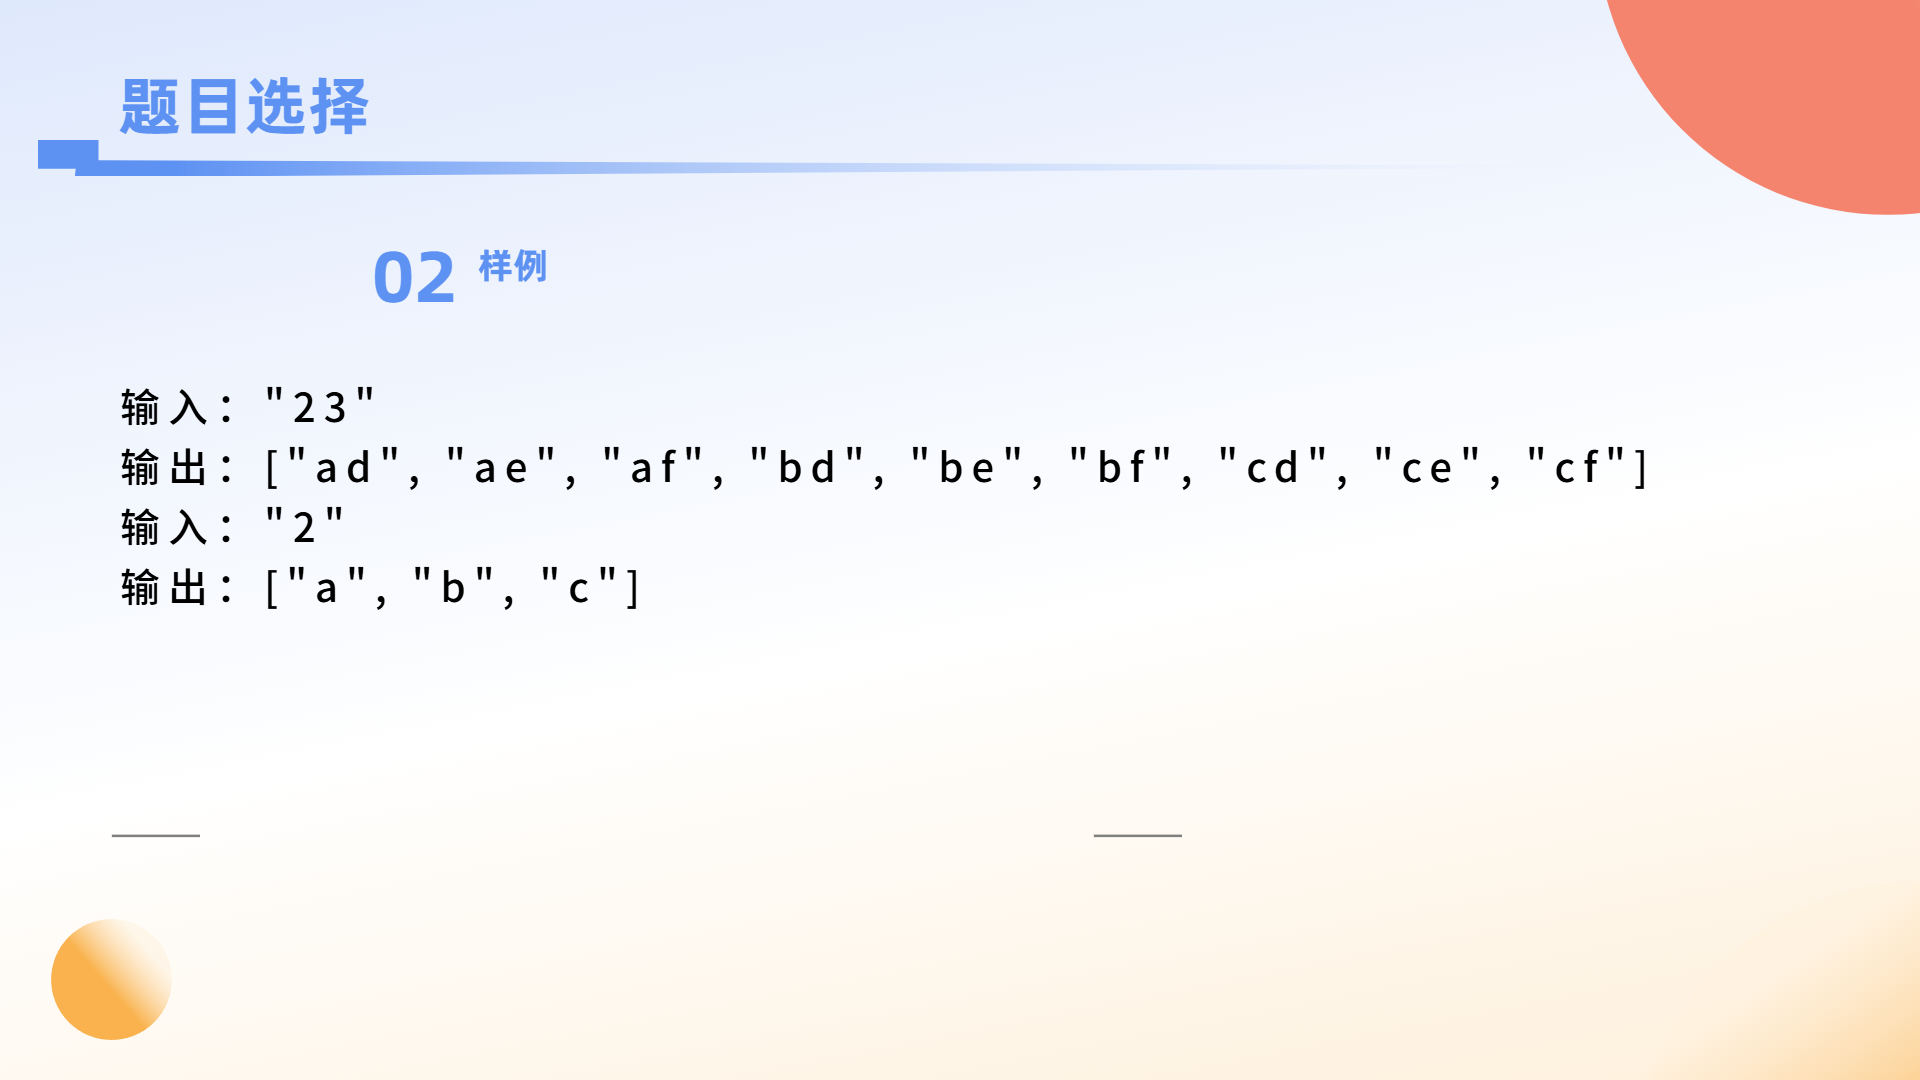 题目选择
02 样例
输入："23"
输出：["ad", "ae", "af", "bd", "be", "bf", "cd", "ce", "cf"]
输入："2"
输出：["a", "b", "c"]